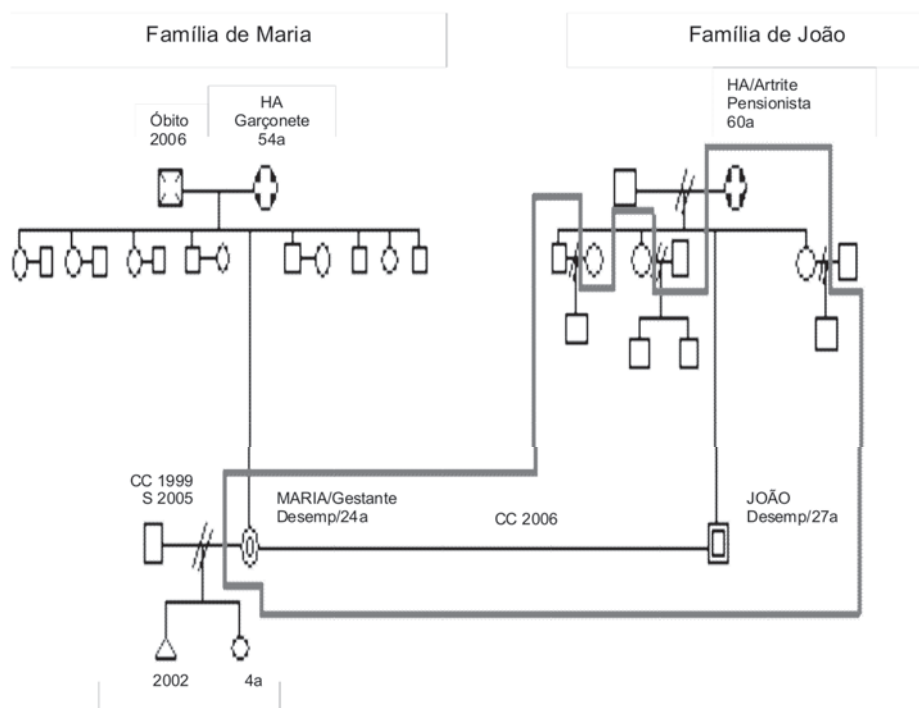 Família de Maria
Família de João
Óbito
2006
HA
Garçonete
54a
HA/Artrite
Pensionista
60a
CC 1999
S 2005
MARIA/Gestante
Desemp/24a
CC 2006
JOÃO
Desemp/27a
2002
4a